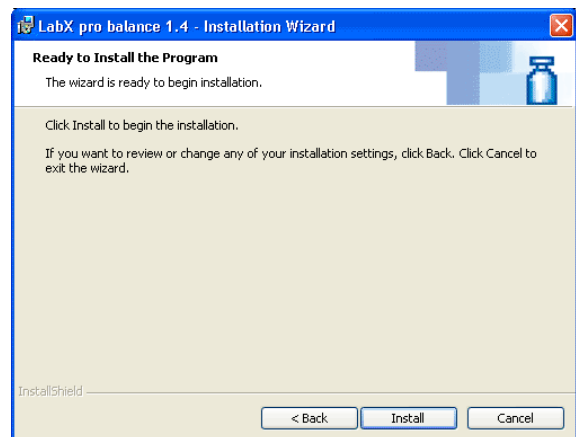 LabX pro balance 1.4 - Installation Wizard
Ready to Install the Program
The wizard is ready to begin installation.
Click Install to begin the installation.
If you want to review or change any of your installation settings, click Back. Click Cancel to
exit the wizard.
InstallShield
< Back
Install
Cancel